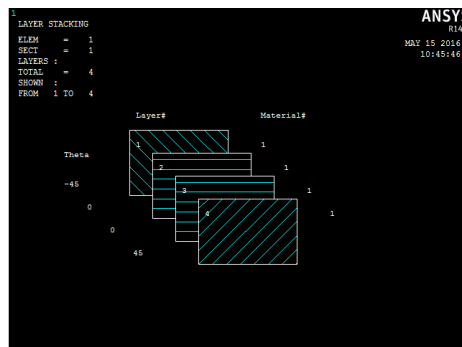 1
LAYER STACKING
ANSYS
R14
ELEM = 1
SECT = 1
LAYERS :
TOTAL = 4
SHOWN :
FROM 1 TO 4
MAY 15 2016
10:45:46
Layer# Material#
1 1
Theta
2 1
-45
3 1
0
4 1
0
45